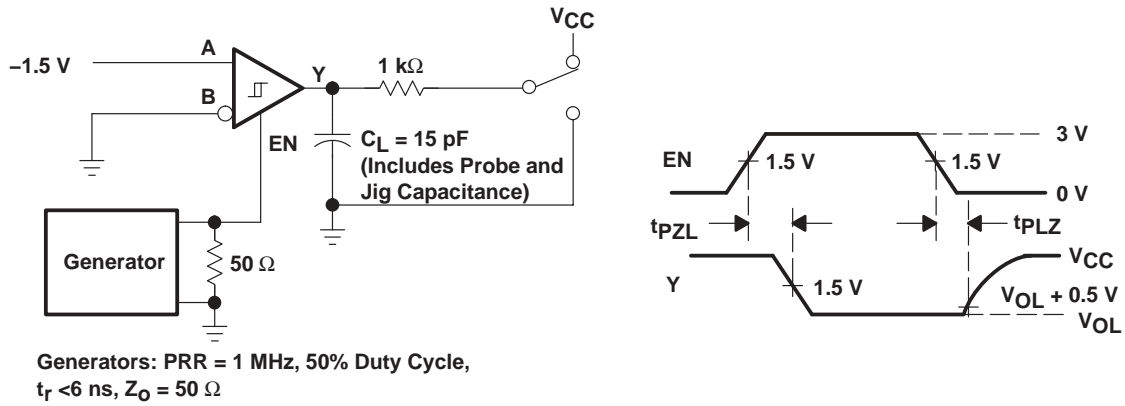 VCC
A
−1.5 V
1 kΩ
Y
B
EN
CL = 15 pF
(Includes Probe and
Jig Capacitance)
Generator
50 Ω
Generators: PRR = 1 MHz, 50% Duty Cycle,
tr <6 ns, Zo = 50 Ω
3 V
EN
1.5 V
1.5 V
0 V
tPZL
tPLZ
VCC
Y
1.5 V
VOL + 0.5 V
VOL